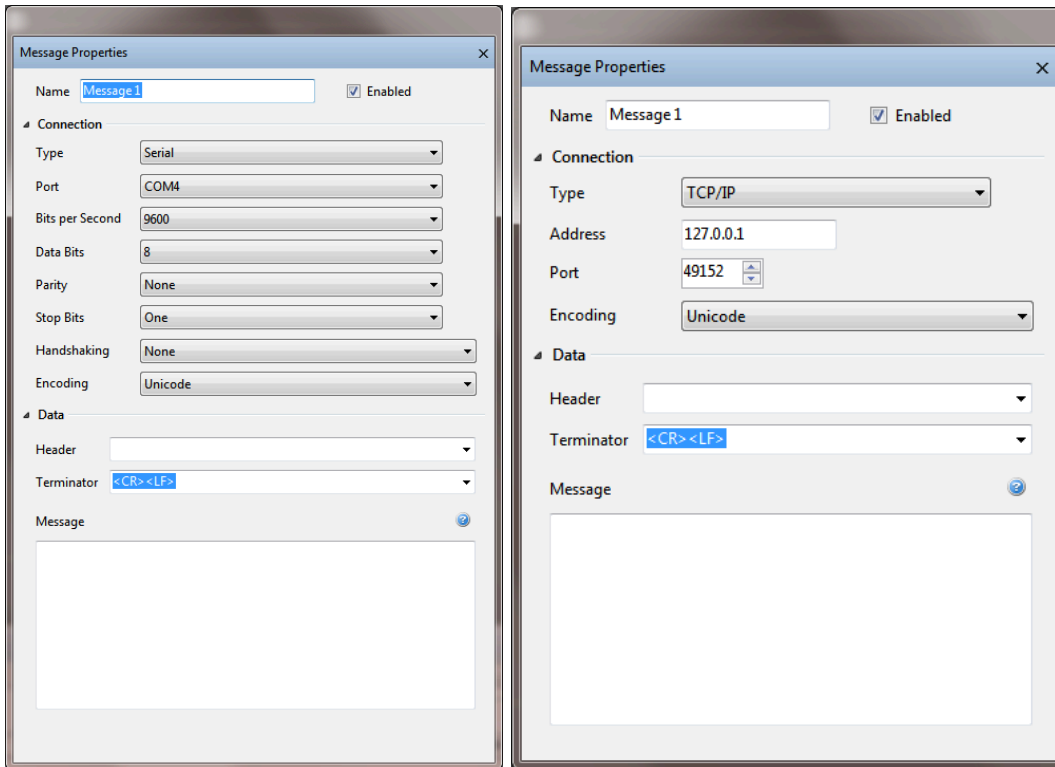 Message Properties
Name Message 1 Enabled
Connection
Type Serial
Port COM4
Bits per Second 9600
Data Bits 8
Parity None
Stop Bits One
Handshaking None
Encoding Unicode
Data
Header
Terminator <CR><LF>
Message
Message Properties
Name Message 1 Enabled
Connection
Type TCP/IP
Address 127.0.0.1
Port 49152
Encoding Unicode
Data
Header
Terminator <CR><LF>
Message